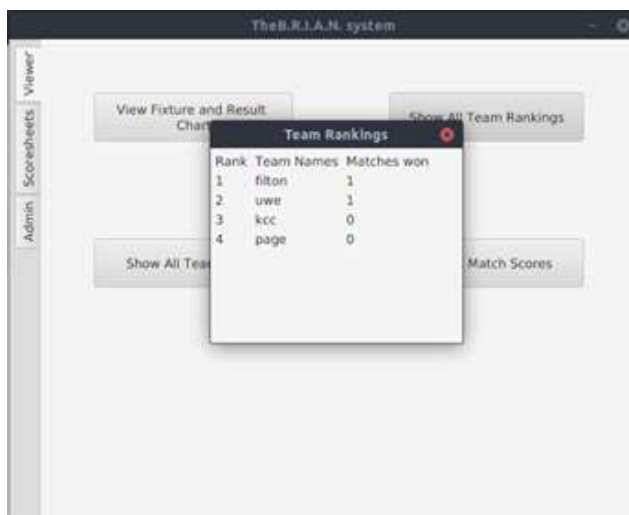 TheB.R.I.A.N. system
Viewer
Scoresheets
Admin
View Fixture and Result
Char
Show All Team Rankings
Team Rankings
Rank Team Names Matches won
1 filton 1
2 uwe 1
3 kcc 0
4 page 0
Show All Tea
Match Scores